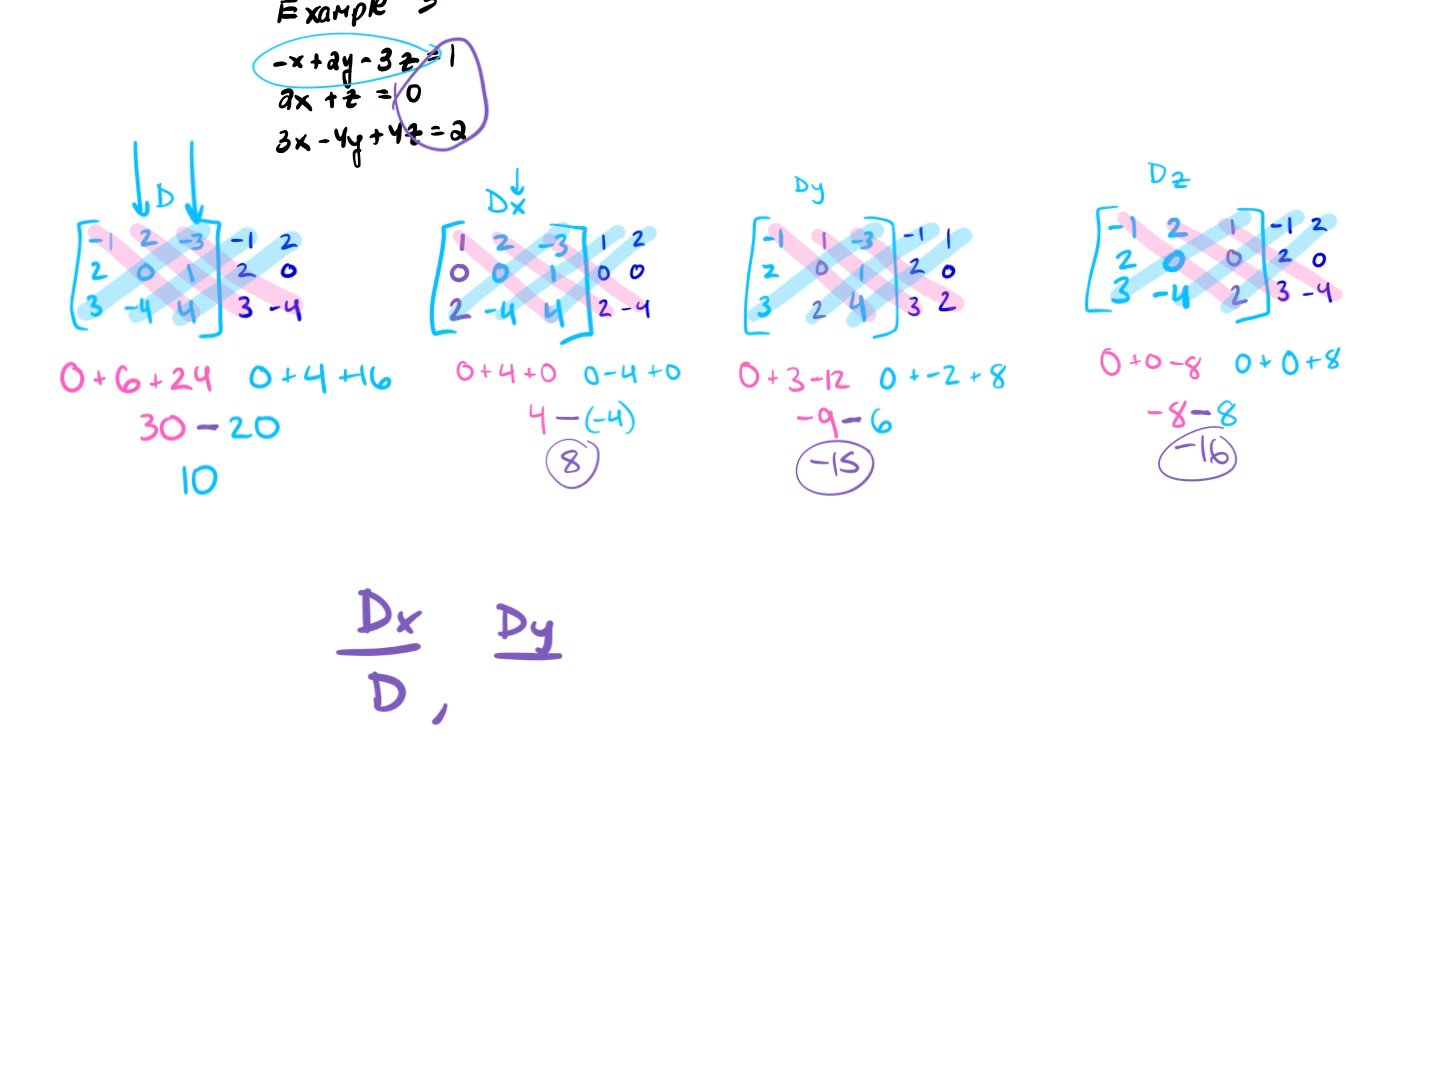 Example 3
-x+2y-3z=1
2x+z=0
3x-4y+4z=2
D
-1 2 -3 -1 2
2 0 1 2 0
3 -4 4 3 -4
0+6+24 0+4+16
30-20
10
Dx
1 2 -3 1 2
0 0 1 0 0
2 -4 4 2 -4
0+4+0 0-4+0
4-(-4)
8
Dy
-1 1 -3 -1 1
2 0 1 2 0
3 2 4 3 2
0+3-12 0+-2+8
-9-6
-15
Dz
-1 2 1 -1 2
2 0 0 2 0
3 -4 2 3 -4
0+0-8 0+0+8
-8-8
-16
Dx Dy
D,